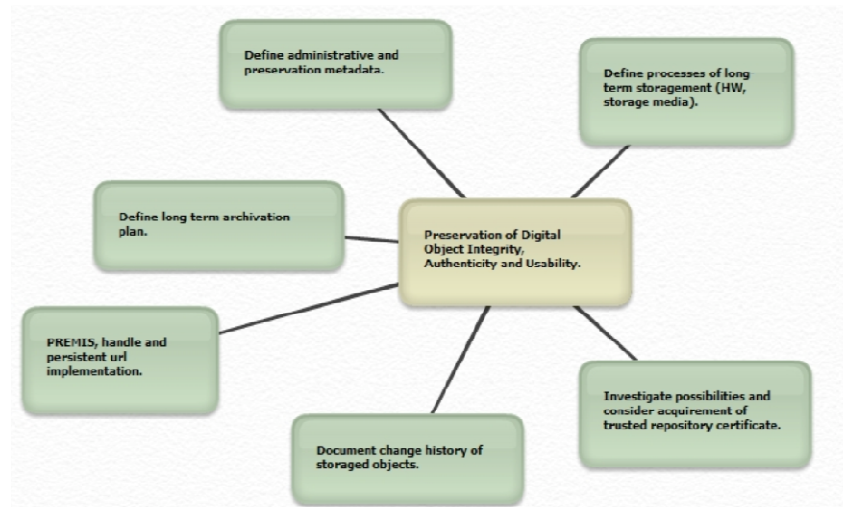 Define administrative and
preservation metadata.
Define processes of long
term storagement (HW,
storage media).
Define long term archivation
plan.
Preservation of Digital
Object Integrity,
Authenticity and Usability.
PREMIS, handle and
persistent url
implementation.
Investigate possibilities and
consider acquirement of
trusted repository certificate.
Document change history of
storaged objects.